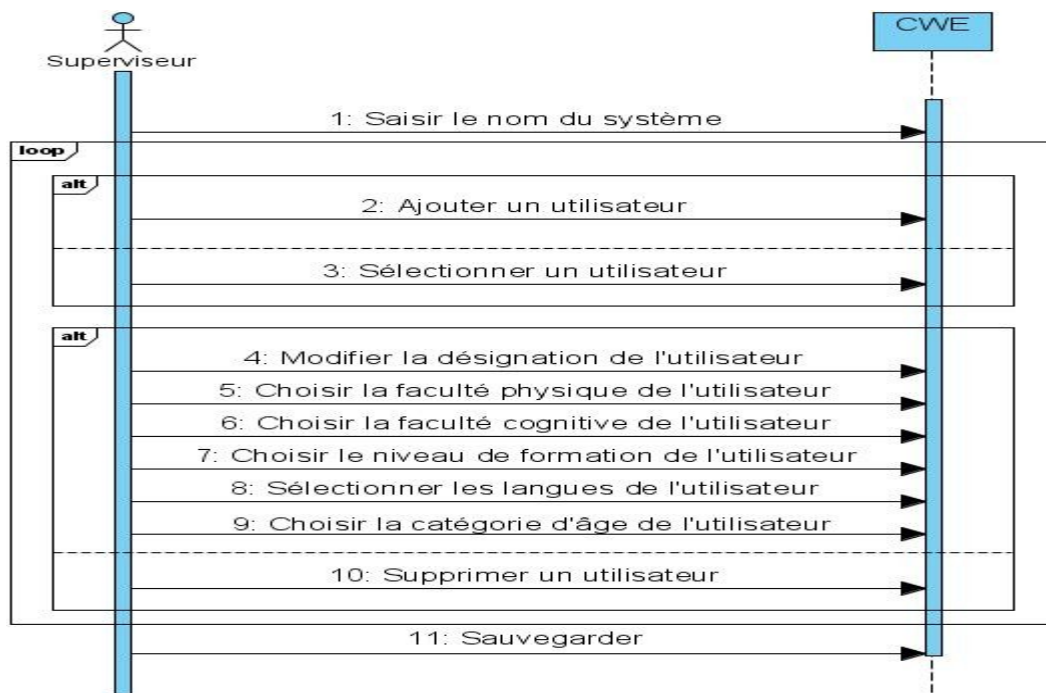 Superviseur
CWE
1: Saisir le nom du système
loop
alt
2: Ajouter un utilisateur
3: Sélectionner un utilisateur
alt
4: Modifier la désignation de l'utilisateur
5: Choisir la faculté physique de l'utilisateur
6: Choisir la faculté cognitive de l'utilisateur
7: Choisir le niveau de formation de l'utilisateur
8: Sélectionner les langues de l'utilisateur
9: Choisir la catégorie d'âge de l'utilisateur
10: Supprimer un utilisateur
11: Sauvegarder